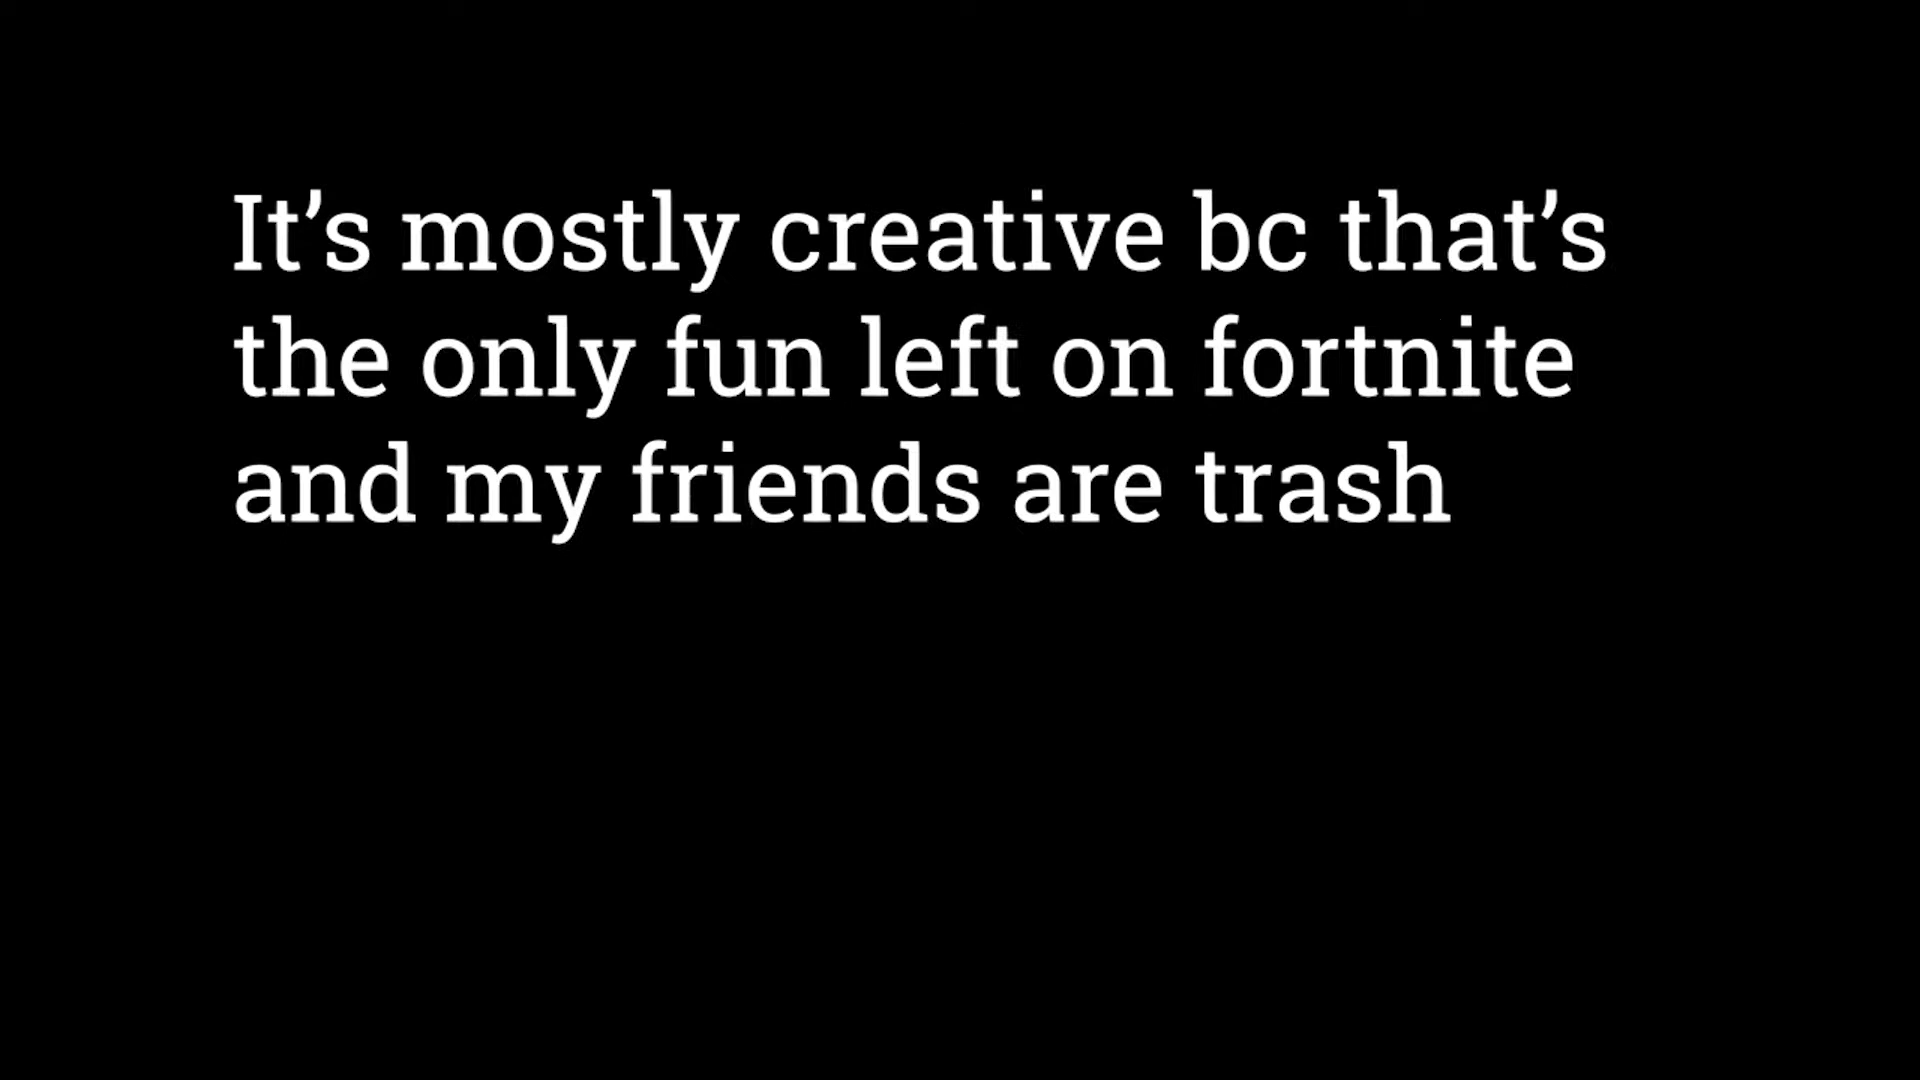 It’s mostly creative bc that’s
the only fun left on fortnite
and my friends are trash